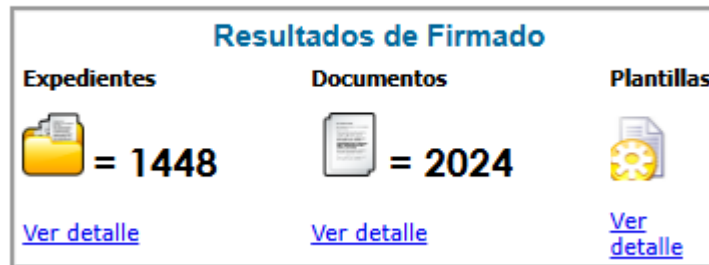 Resultados de Firmado
Expedientes Documentos Plantillas
= 1448 = 2024
Ver detalle Ver detalle Ver
detalle